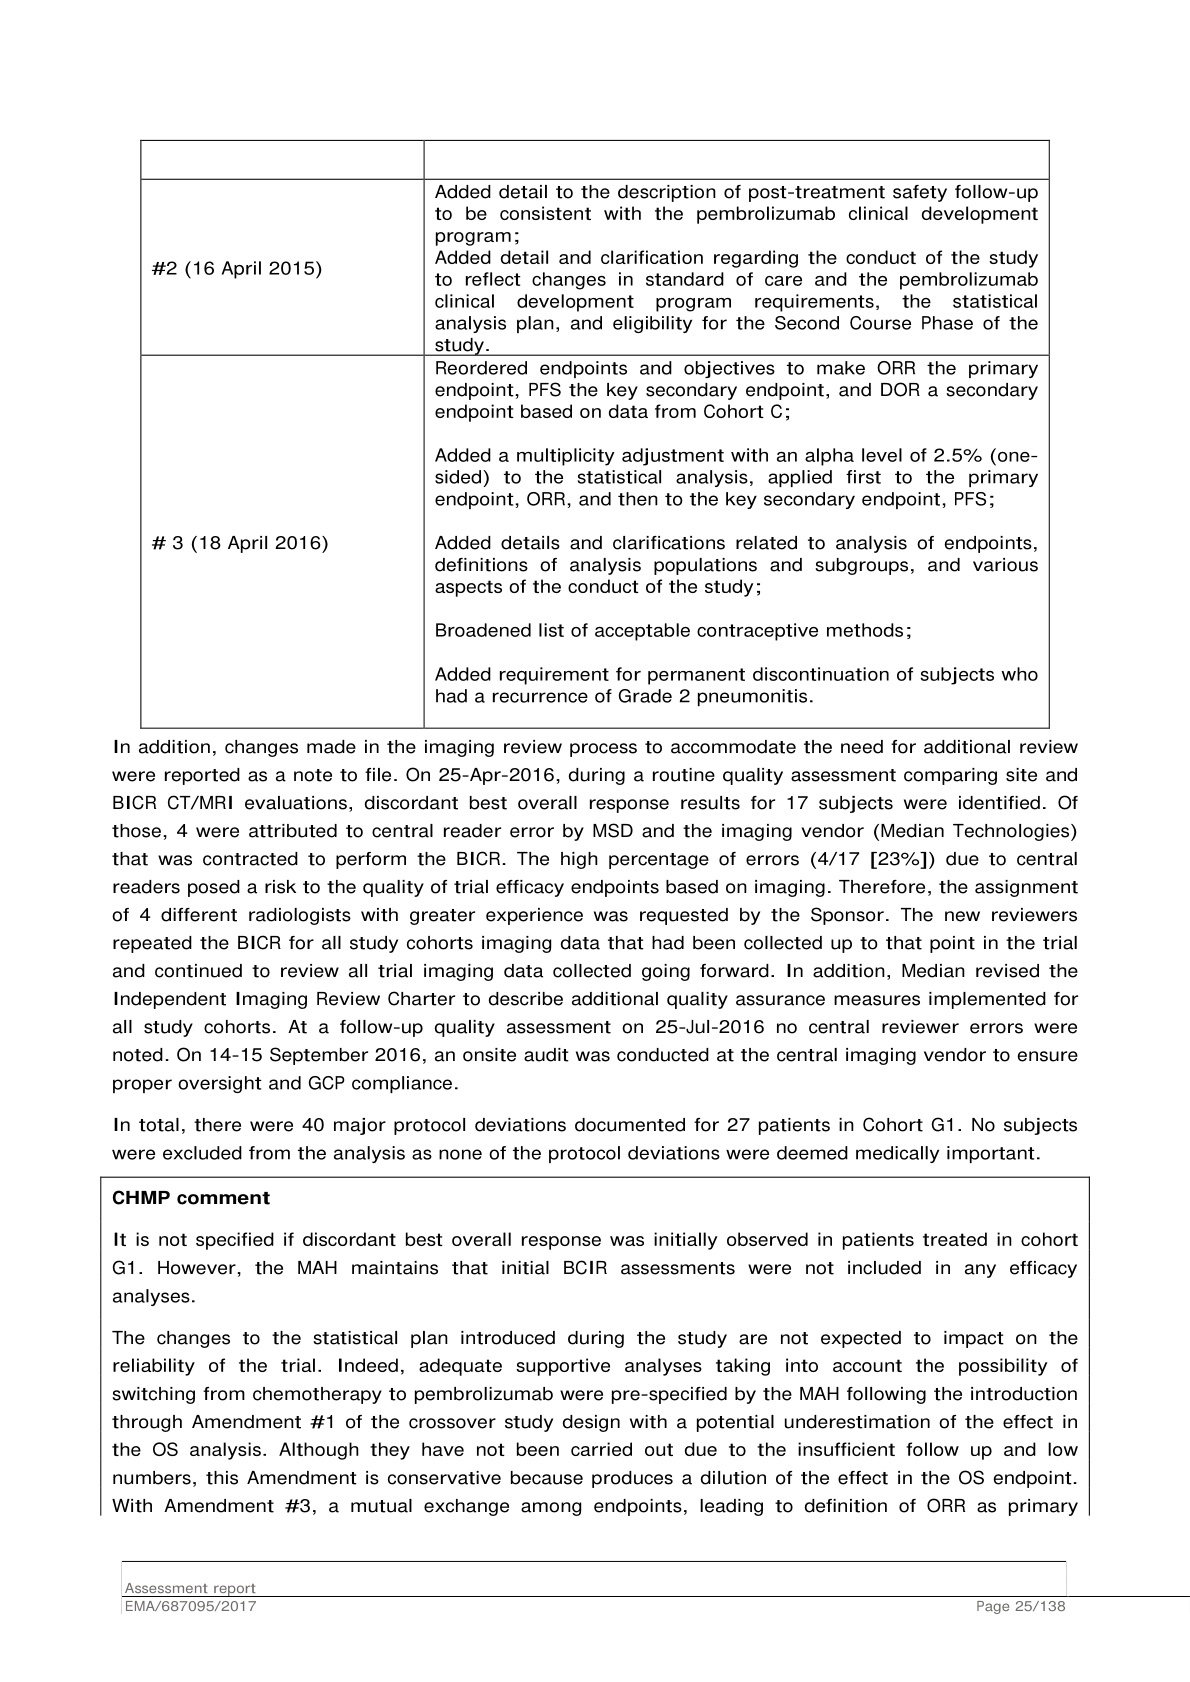 Added detail to the description of post-treatment safety follow-up
to be consistent with the pembrolizumab clinical development
program;
#2 (16 April 2015)
Added detail and clarification regarding the conduct of the study
to reflect changes in standard of care and the pembrolizumab
clinical development program requirements, the statistical
analysis plan, and eligibility for the Second Course Phase of the
study.
Reordered endpoints and objectives to make ORR the primary
endpoint, PFS the key secondary endpoint, and DOR a secondary
endpoint based on data from Cohort C;
Added a multiplicity adjustment with an alpha level of 2.5% (one-
sided) to the statistical analysis, applied first to the primary
endpoint, ORR, and then to the key secondary endpoint, PFS;
# 3 (18 April 2016)
Added details and clarifications related to analysis of endpoints,
definitions of analysis populations and subgroups, and various
aspects of the conduct of the study;
Broadened list of acceptable contraceptive methods;
Added requirement for permanent discontinuation of subjects who
had a recurrence of Grade 2 pneumonitis.
In addition, changes made in the imaging review process to accommodate the need for additional review
were reported as a note to file. On 25-Apr-2016, during a routine quality assessment comparing site and
BICR CT/MRI evaluations, discordant best overall response results for 17 subjects were identified. Of
those, 4 were attributed to central reader error by MSD and the imaging vendor (Median Technologies)
that was contracted to perform the BICR. The high percentage of errors (4/17 [23%]) due to central
readers posed a risk to the quality of trial efficacy endpoints based on imaging. Therefore, the assignment
of 4 different radiologists with greater experience was requested by the Sponsor. The new reviewers
repeated the BICR for all study cohorts imaging data that had been collected up to that point in the trial
and continued to review all trial imaging data collected going forward. In addition, Median revised the
Independent Imaging Review Charter to describe additional quality assurance measures implemented for
all study cohorts. At a follow-up quality assessment on 25-Jul-2016 no central reviewer errors were
noted. On 14-15 September 2016, an onsite audit was conducted at the central imaging vendor to ensure
proper oversight and GCP compliance.
In total, there were 40 major protocol deviations documented for 27 patients in Cohort G1. No subjects
were excluded from the analysis as none of the protocol deviations were deemed medically important.
CHMP comment
It is not specified if discordant best overall response was initially observed in patients treated in cohort
G1. However, the MAH maintains that initial BCIR assessments were not included in any efficacy
analyses.
The changes to the statistical plan introduced during the study are not expected to impact on the
reliability of the trial. Indeed, adequate supportive analyses taking into account the possibility of
switching from chemotherapy to pembrolizumab were pre-specified by the MAH following the introduction
through Amendment #1 of the crossover study design with a potential underestimation of the effect in
the OS analysis. Although they have not been carried out due to the insufficient follow up and low
numbers, this Amendment is conservative because produces a dilution of the effect in the OS endpoint.
With Amendment #3, a mutual exchange among endpoints, leading to definition of ORR as primary
Assessment report
EMA/687095/2017
Page 25/138